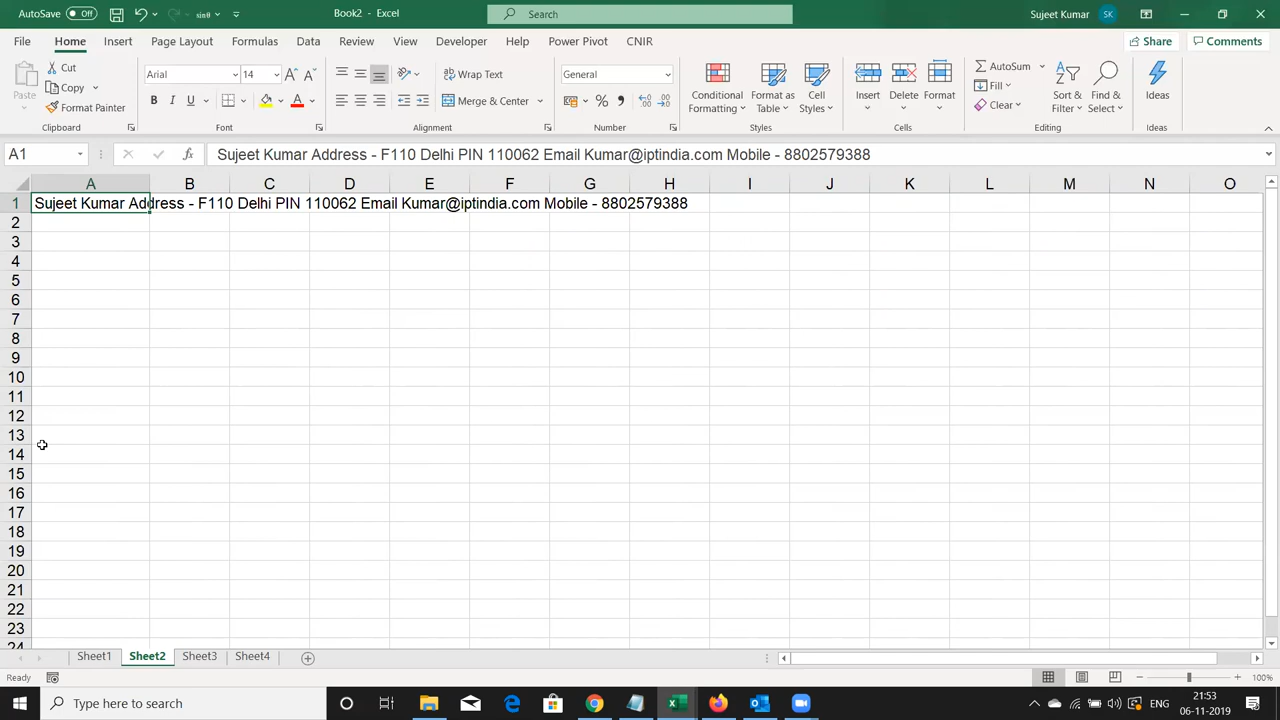 AutoSave Off sinθ Book2 - Excel Search Sujeet Kumar SK
File Home Insert Page Layout Formulas Data Review View Developer Help Power Pivot CNIR Share Comments
Paste Cut Copy Format Painter
Arial 14 B I U A A A
Wrap Text Merge & Center
General % ,
Conditional Formatting Format as Table Cell Styles
Insert Delete Format
AutoSum Fill Clear Sort & Filter Find & Select
Ideas
Clipboard Font Alignment Number Styles Cells Editing Ideas
A1 fx Sujeet Kumar Address - F110 Delhi PIN 110062 Email Kumar@iptindia.com Mobile - 8802579388
A B C D E F G H I J K L M N O
1 Sujeet Kumar Address - F110 Delhi PIN 110062 Email Kumar@iptindia.com Mobile - 8802579388
2
3
4
5
6
7
8
9
10
11
12
13
14
15
16
17
18
19
20
21
22
23
24
Sheet1 Sheet2 Sheet3 Sheet4
Ready 100%
Type here to search ENG 21:53
06-11-2019